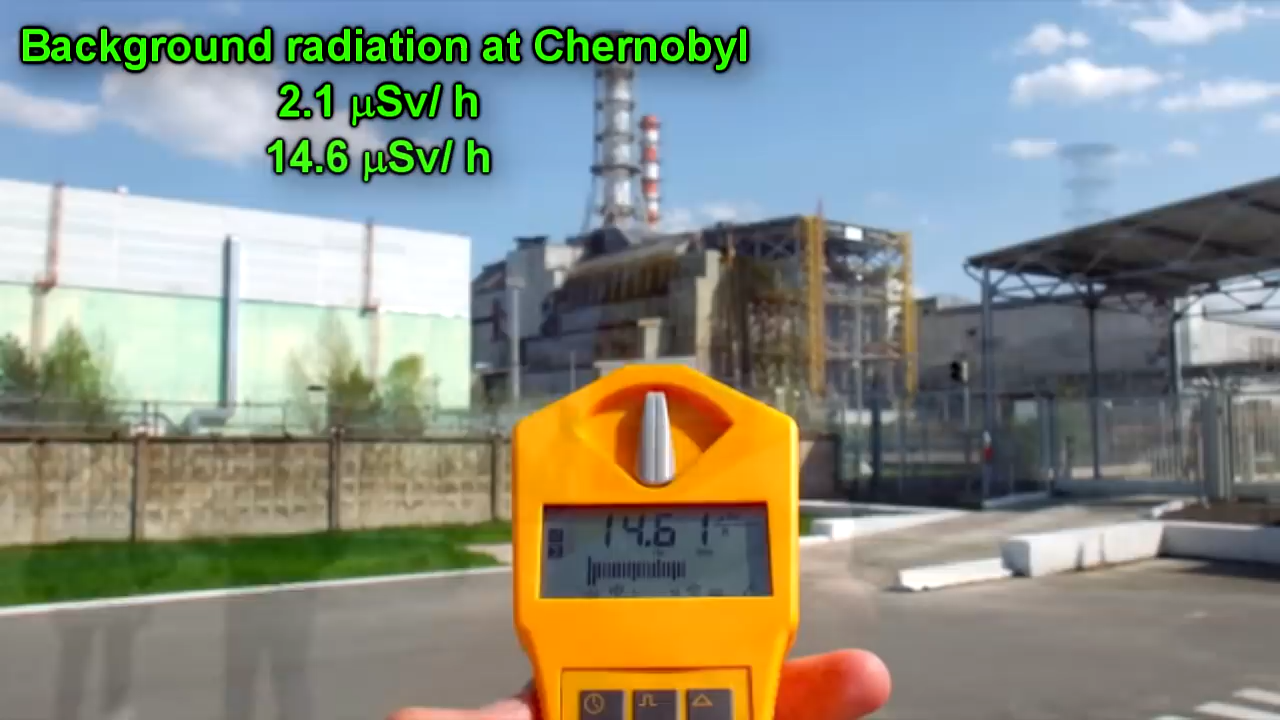 Background radiation at Chernobyl
2.1 μSv/ h
14.6 μSv/ h
14.61